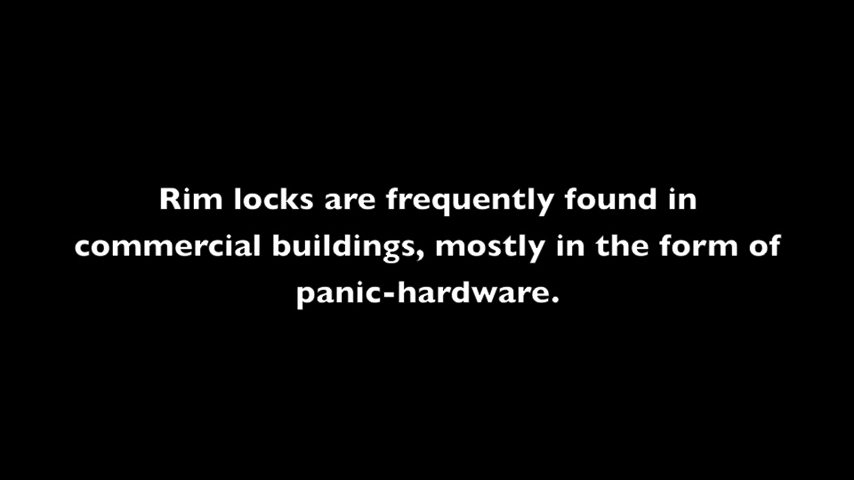 Rim locks are frequently found in
commercial buildings, mostly in the form of
panic-hardware.